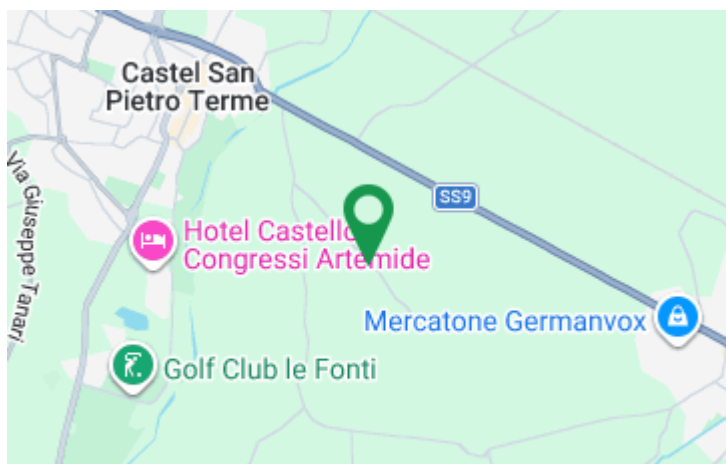 Castel San
Pietro Terme
SS9
Via Giuseppe Tanari
Hotel Castello
Congressi Artemide
Mercatone Germanvox
Golf Club le Fonti